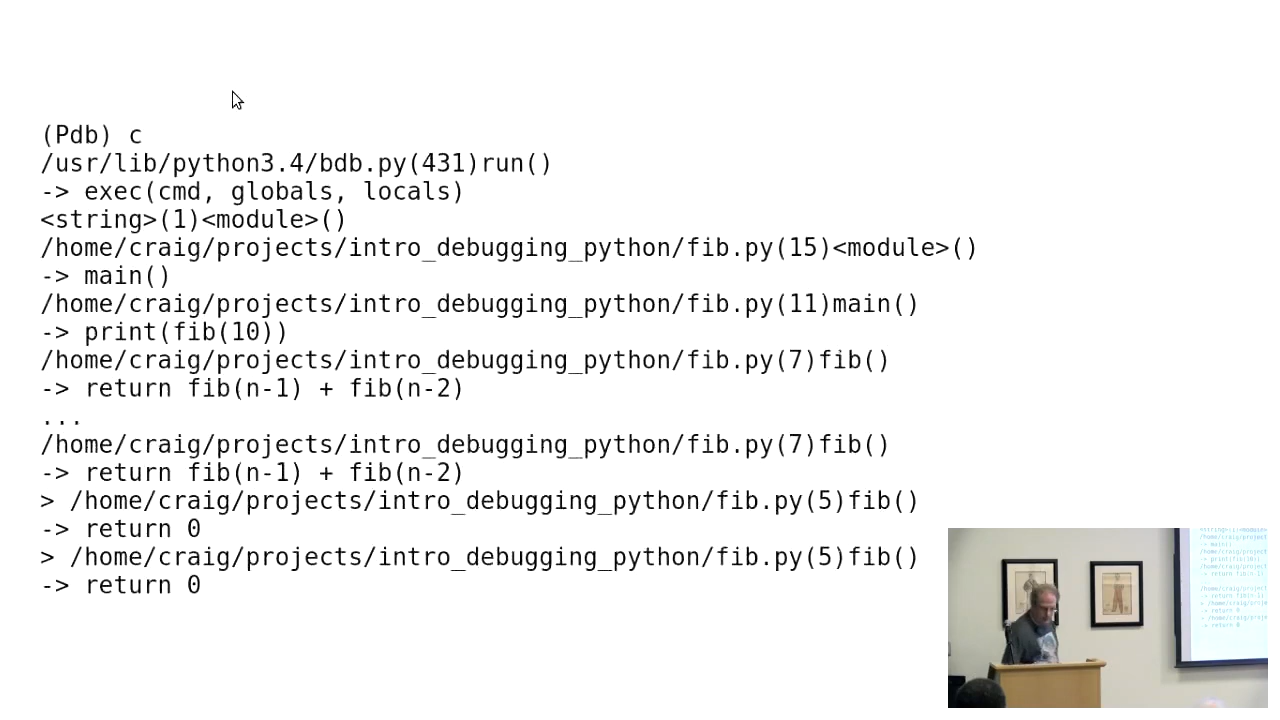 (Pdb) c
/usr/lib/python3.4/bdb.py(431)run()
-> exec(cmd, globals, locals)
<string>(1)<module>()
/home/craig/projects/intro_debugging_python/fib.py(15)<module>()
-> main()
/home/craig/projects/intro_debugging_python/fib.py(11)main()
-> print(fib(10))
/home/craig/projects/intro_debugging_python/fib.py(7)fib()
-> return fib(n-1) + fib(n-2)
...
/home/craig/projects/intro_debugging_python/fib.py(7)fib()
-> return fib(n-1) + fib(n-2)
> /home/craig/projects/intro_debugging_python/fib.py(5)fib()
-> return 0
> /home/craig/projects/intro_debugging_python/fib.py(5)fib()
-> return 0